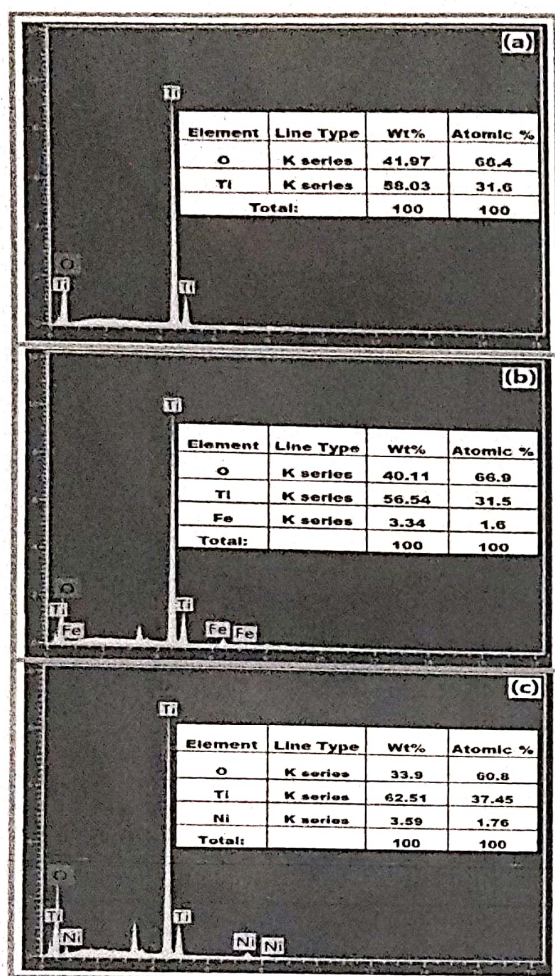 (a)
Ti
Element Line Type Wt% Atomic %
O K series 41.97 68.4
Ti K series 58.03 31.6
Total: 100 100
O
Ti Ti
(b)
Ti
Element Line Type Wt% Atomic %
O K series 40.11 66.9
Ti K series 56.54 31.5
Fe K series 3.34 1.6
Total: 100 100
O
Ti Ti
Fe Fe Fe
(c)
Ti
Element Line Type Wt% Atomic %
O K series 33.9 60.8
Ti K series 62.51 37.45
Ni K series 3.59 1.76
Total: 100 100
O
Ti Ti
Ni Ni Ni